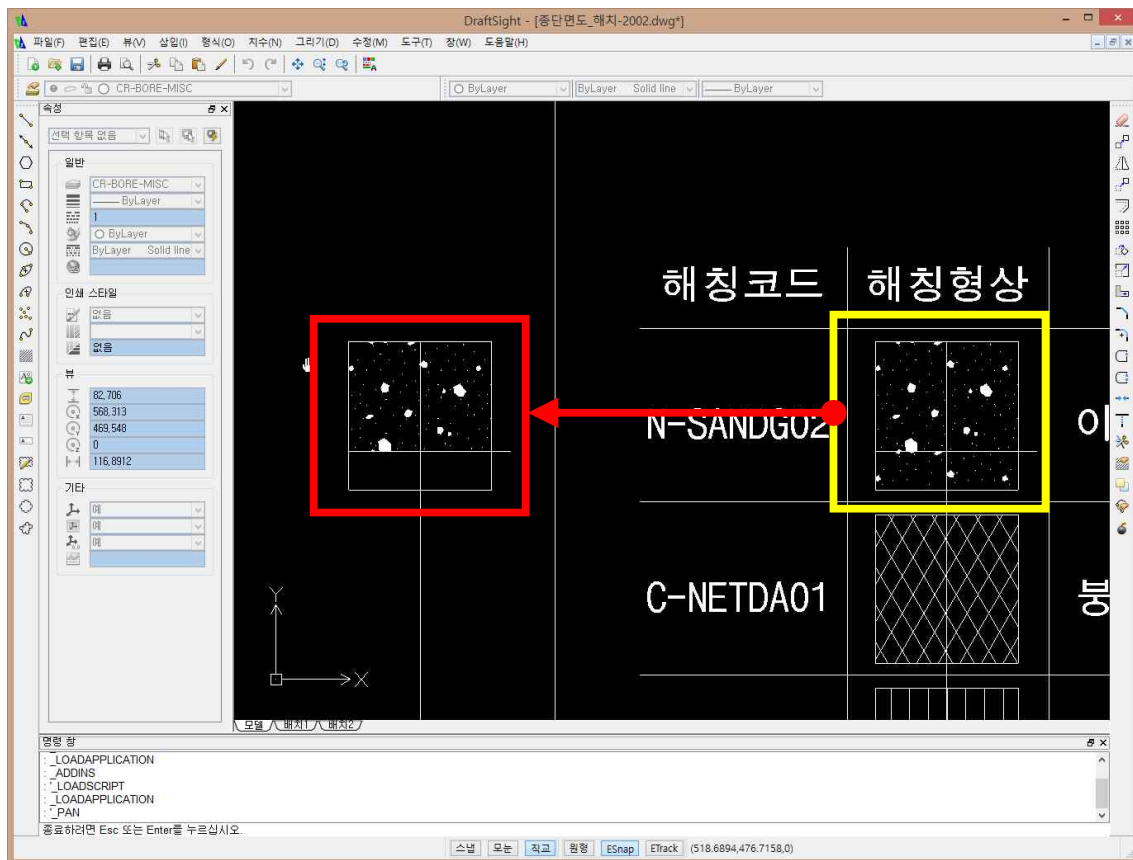 DraftSight - [종단면도_해치-2002.dwg*]
파일(F) 편집(E) 뷰(V) 삽입(I) 형식(O) 치수(N) 그리기(D) 수정(M) 도구(T) 창(W) 도움말(H)
CR-BORE-MISC ByLayer ByLayer Solid line ByLayer
속성
선택 항목 없음
일반
CR-BORE-MISC
ByLayer
1
ByLayer
ByLayer Solid line
인쇄 스타일
없음
없음
뷰
82,706
568,313
469,548
0
116,8912
기타
예
예
예
해칭코드 해칭형상
N-SANDG02 이
C-NETDA01 붕
Y
X
모델 배치1 배치2
명령 창
: _LOADAPPLICATION
: _ADDINS
: '_LOADSCRIPT
: _LOADAPPLICATION
: '_PAN
종료하려면 Esc 또는 Enter를 누르십시오.
스냅 모눈 직교 원형 ESnap ETrack (518.6894,476.7158,0)